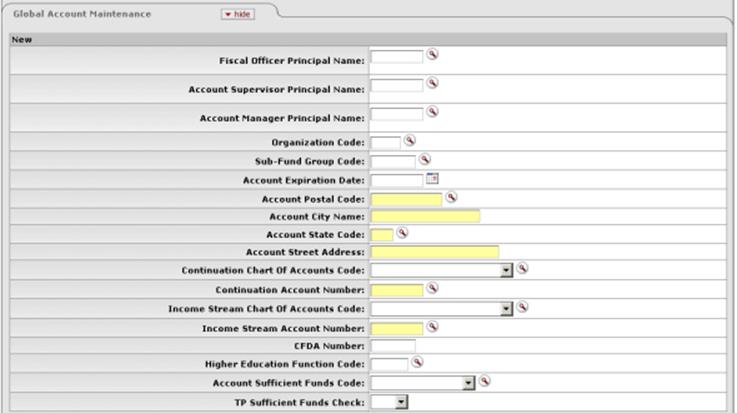 Global Account Maintenance
hide
New
Fiscal Officer Principal Name:
Account Supervisor Principal Name:
Account Manager Principal Name:
Organization Code:
Sub-Fund Group Code:
Account Expiration Date:
Account Postal Code:
Account City Name:
Account State Code:
Account Street Address:
Continuation Chart Of Accounts Code:
Continuation Account Number:
Income Stream Chart Of Accounts Code:
Income Stream Account Number:
CFDA Number:
Higher Education Function Code:
Account Sufficient Funds Code:
TP Sufficient Funds Check: